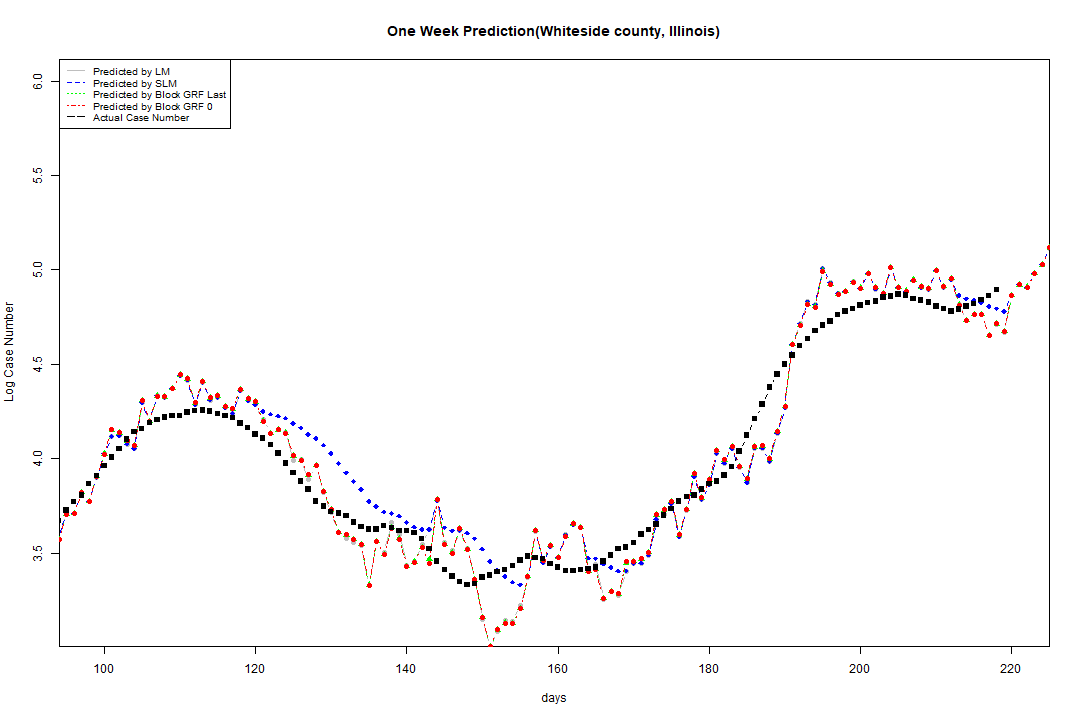 One Week Prediction(Whiteside county, Illinois)
Predicted by LM
Predicted by SLM
Predicted by Block GRF Last
Predicted by Block GRF 0
Actual Case Number
6.0
5.5
5.0
4.5
4.0
3.5
Log Case Number
100 120 140 160 180 200 220
days